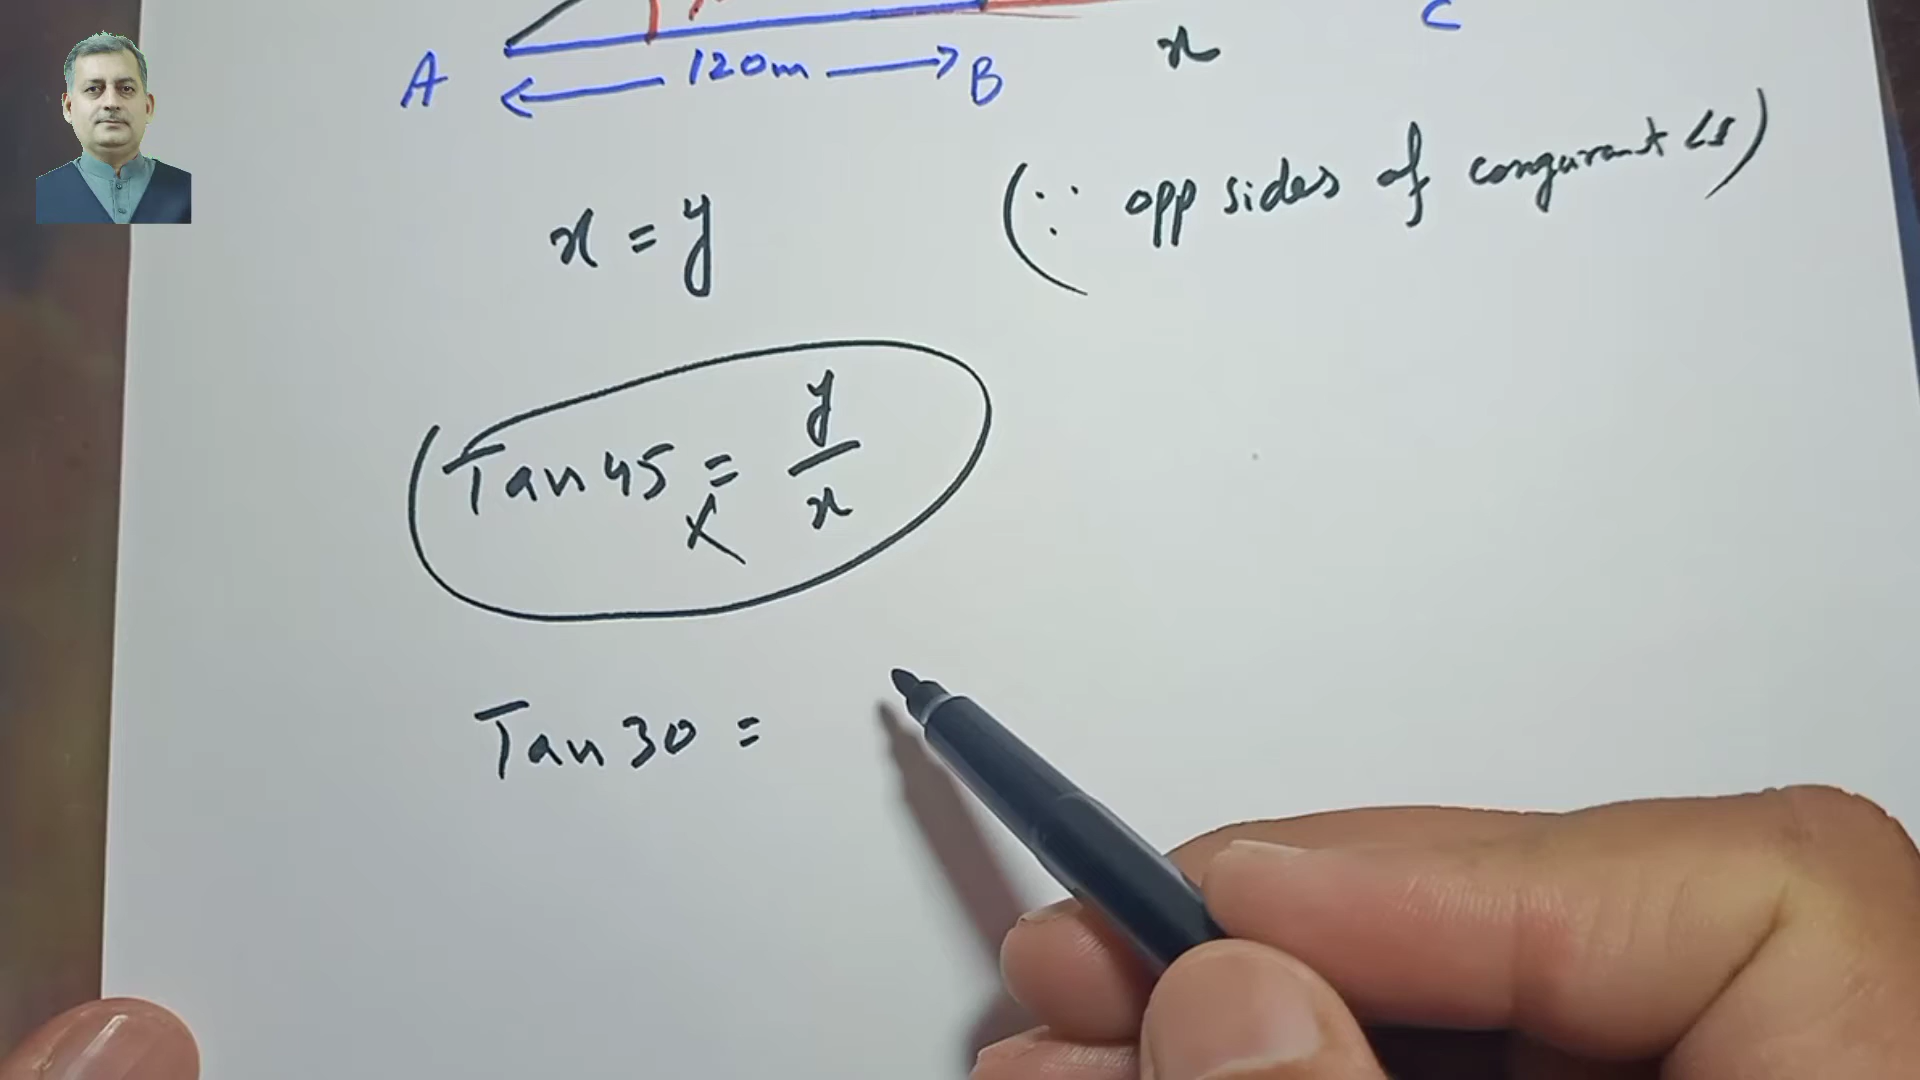 C
A ← 120m → B
x
x = y (∵ opp sides of congurant ∠s)
Tan 45 = y/x
x
Tan 30 =